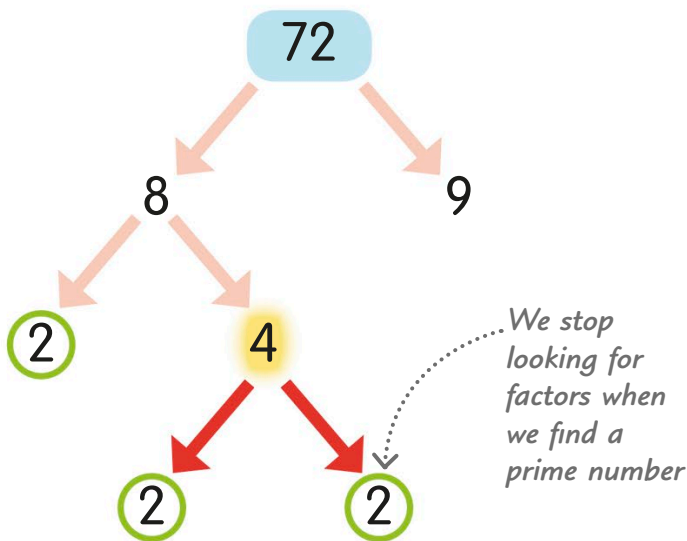 72
8 9
2 4
We stop
looking for
factors when
we find a
prime number
2 2